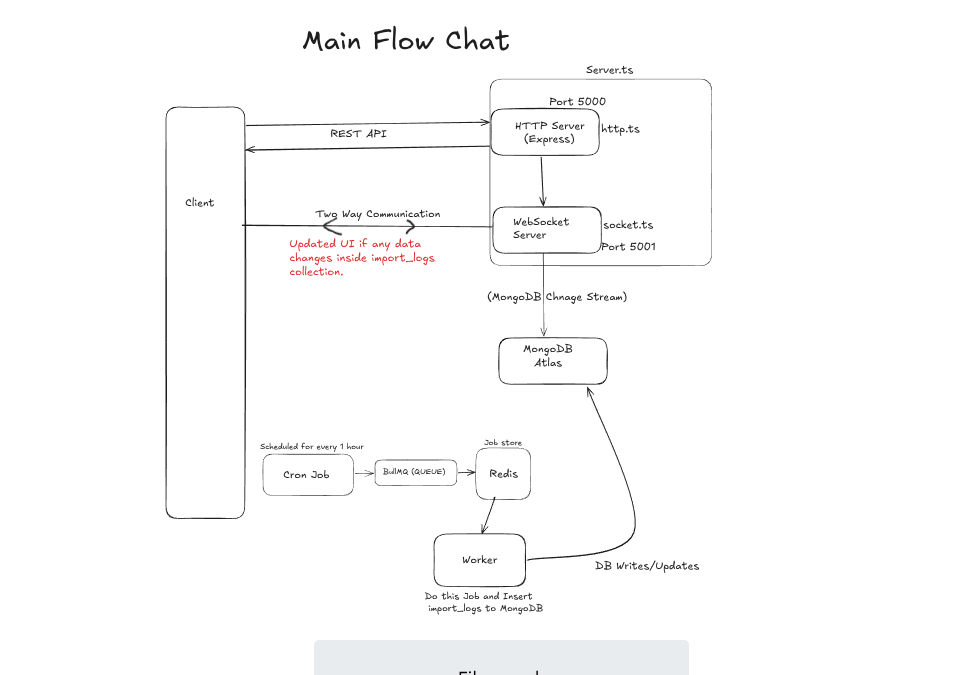 Main Flow Chat
Server.ts
Port 5000
HTTP Server
(Express)
http.ts
REST API
Client
Two Way Communication
Updated UI if any data
changes inside import_logs
collection.
WebSocket
Server
socket.ts
Port 5001
(MongoDB Chnage Stream)
MongoDB
Atlas
Scheduled for every 1 hour
Cron Job
BullMQ (QUEUE)
Job store
Redis
Worker
DB Writes/Updates
Do this Job and Insert
import_logs to MongoDB